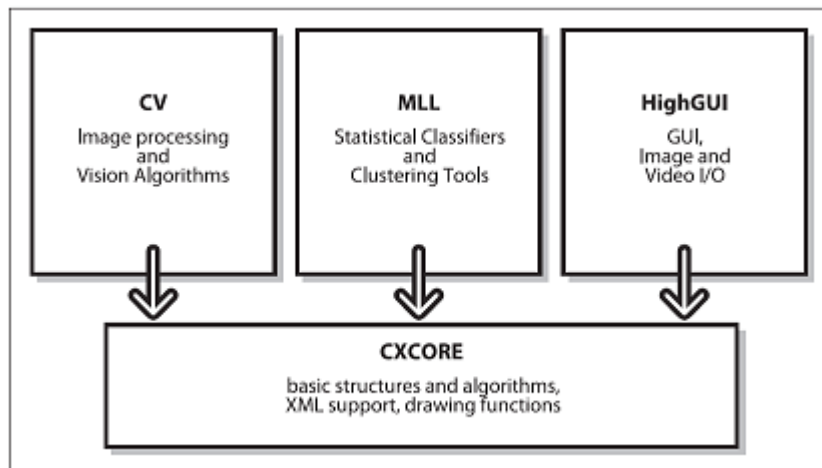 CV
Image processing
and
Vision Algorithms
MLL
Statistical Classifiers
and
Clustering Tools
HighGUI
GUI,
Image and
Video I/O
CXCORE
basic structures and algorithms,
XML support, drawing functions